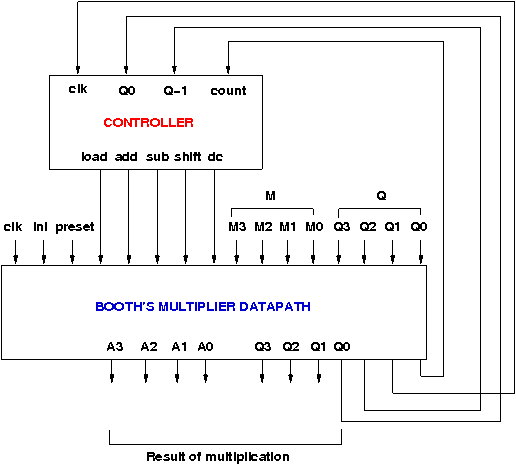 clk Q0 Q-1 count
CONTROLLER
load add sub shift dc
M Q
clk ini preset M3 M2 M1 M0 Q3 Q2 Q1 Q0
BOOTH'S MULTIPLIER DATAPATH
A3 A2 A1 A0 Q3 Q2 Q1 Q0
Result of multiplication